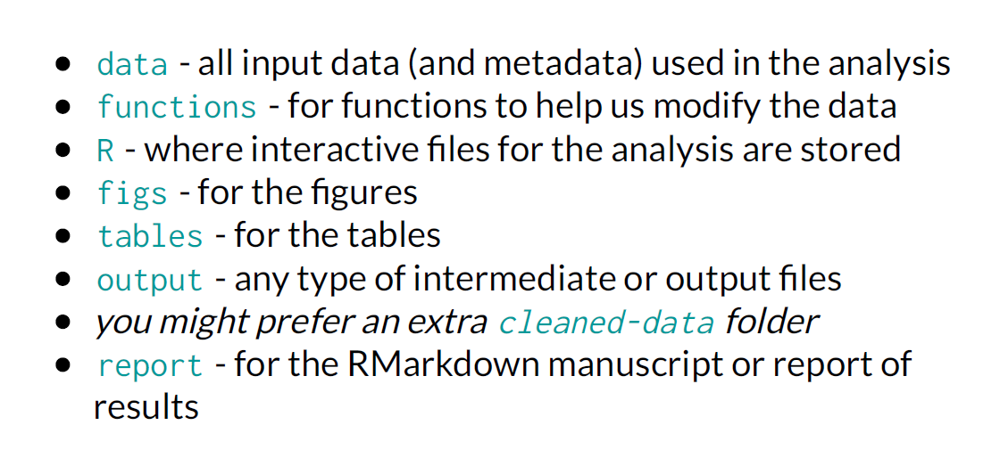 • data - all input data (and metadata) used in the analysis
• functions - for functions to help us modify the data
• R - where interactive files for the analysis are stored
• figs - for the figures
• tables - for the tables
• output - any type of intermediate or output files
• you might prefer an extra cleaned-data folder
• report - for the RMarkdown manuscript or report of
results